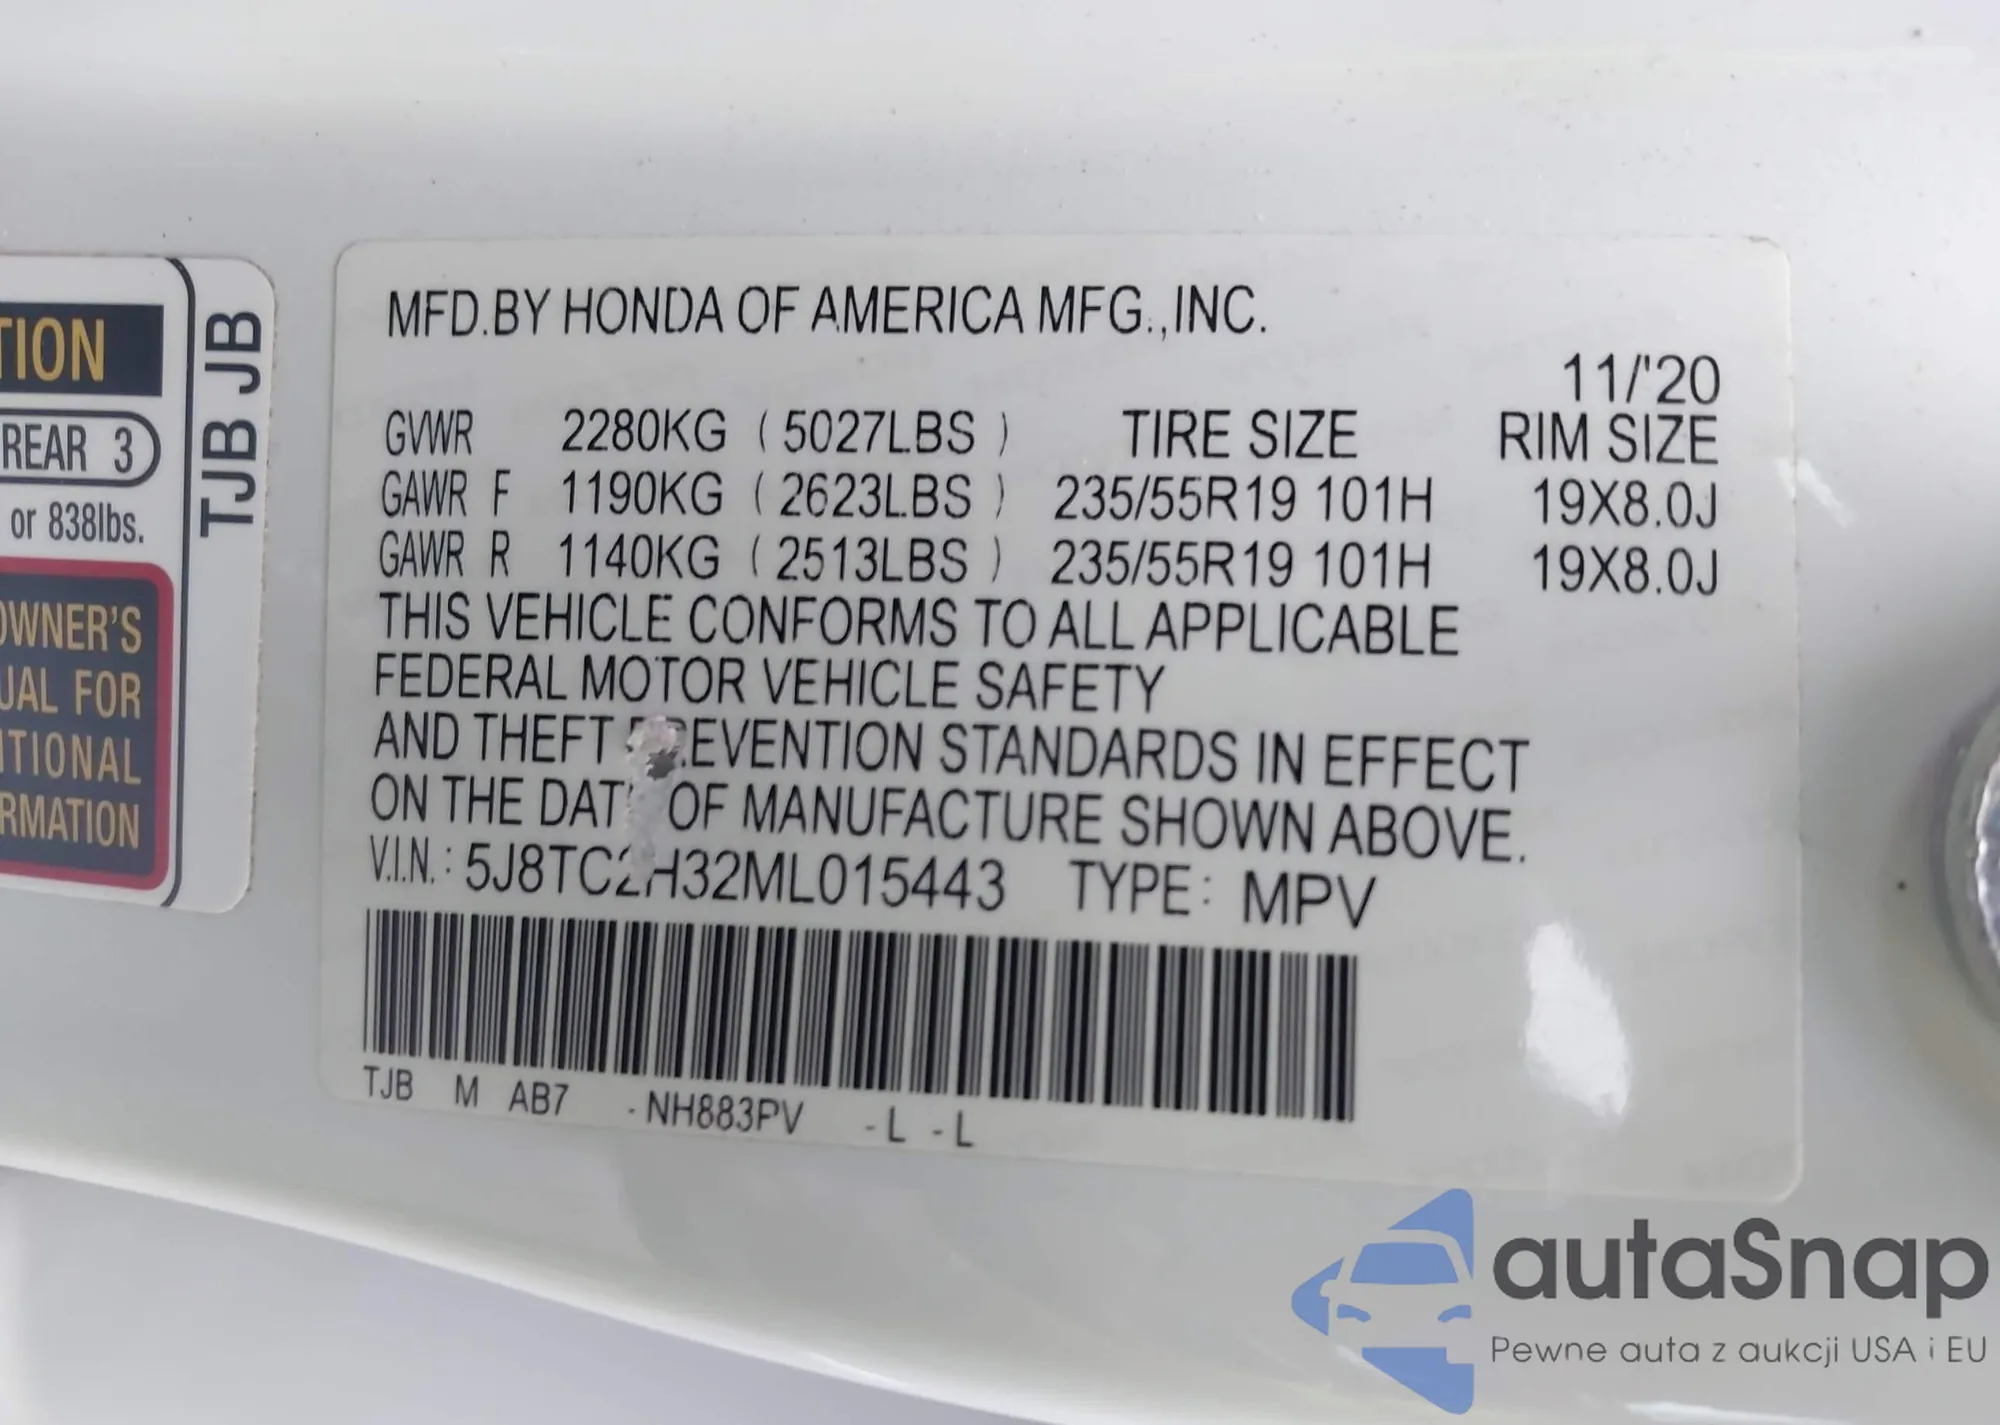 TION
REAR 3
or 838lbs.
OWNER'S
UAL FOR
ITIONAL
RMATION
TJB JB
MFD.BY HONDA OF AMERICA MFG.,INC.
11/'20
GVWR 2280KG ( 5027LBS ) TIRE SIZE RIM SIZE
GAWR F 1190KG ( 2623LBS ) 235/55R19 101H 19X8.0J
GAWR R 1140KG ( 2513LBS ) 235/55R19 101H 19X8.0J
THIS VEHICLE CONFORMS TO ALL APPLICABLE
FEDERAL MOTOR VEHICLE SAFETY
AND THEFT PREVENTION STANDARDS IN EFFECT
ON THE DATE OF MANUFACTURE SHOWN ABOVE.
V.I.N.: 5J8TC2H32ML015443 TYPE: MPV
TJB M AB7 -NH883PV -L -L
autaSnap
Pewne auta z aukcji USA i EU